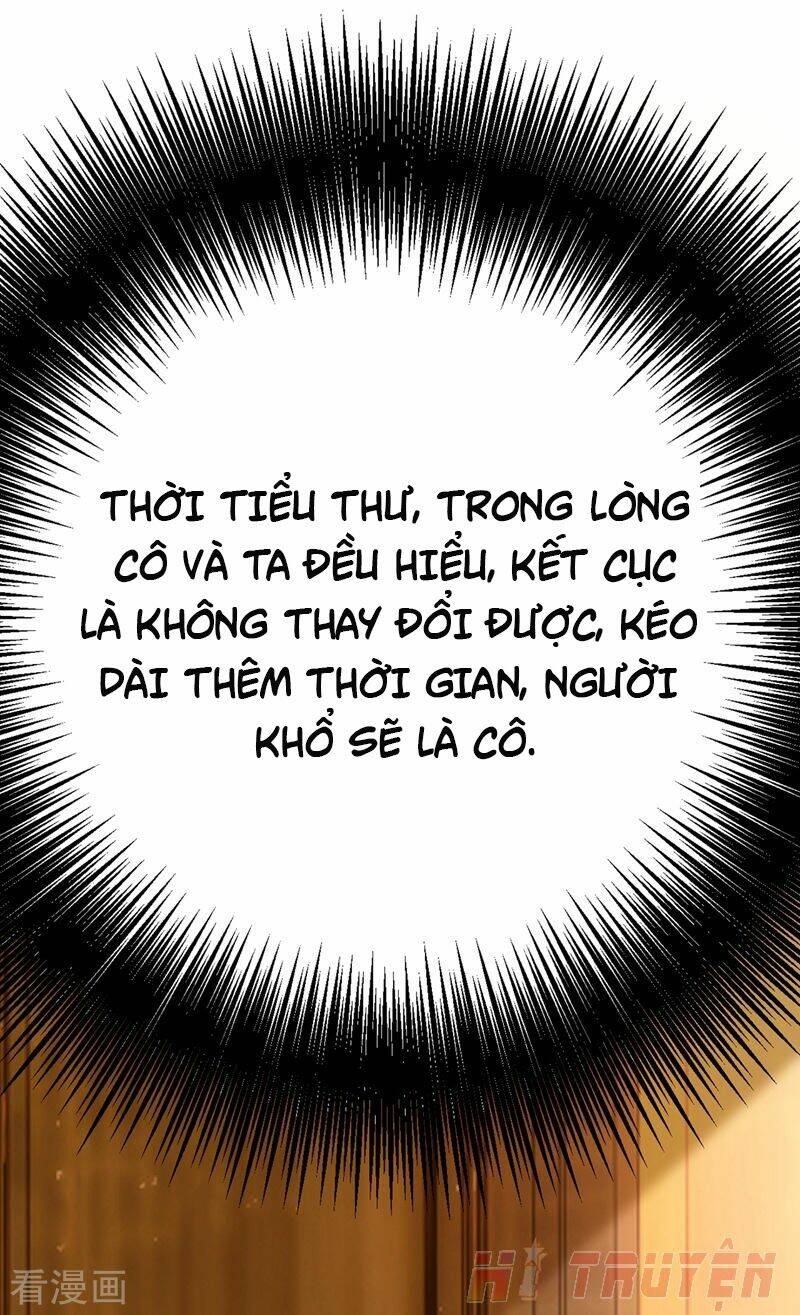 THỜI TIỂU THƯ, TRONG LÒNG
CÔ VÀ TA ĐỀU HIỂU, KẾT CỤC
LÀ KHÔNG THAY ĐỔI ĐƯỢC, KÉO
DÀI THÊM THỜI GIAN, NGƯỜI
KHỔ SẼ LÀ CÔ.
看漫画
HI TRUYỆN